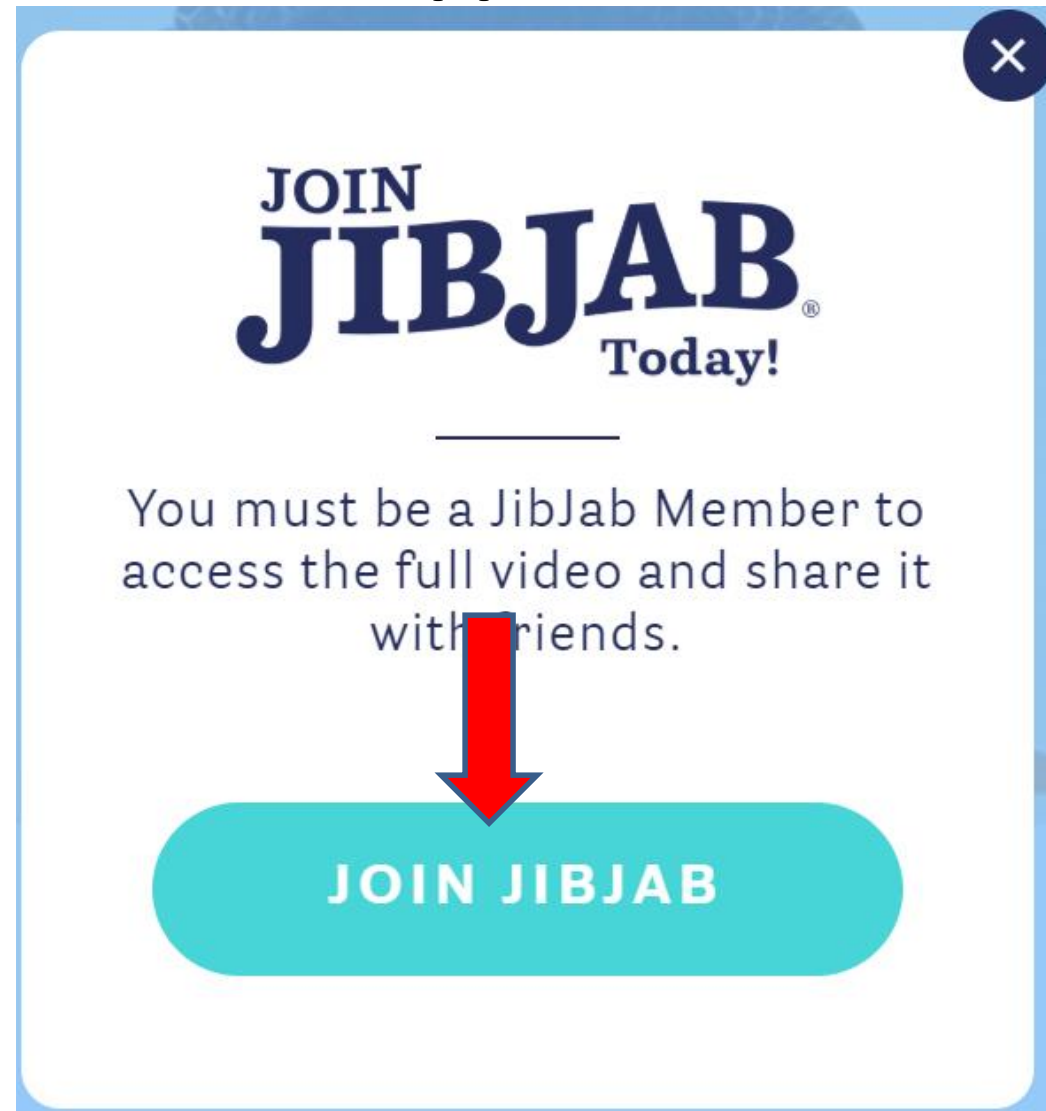 JOIN
JIBJAB®
Today!
You must be a JibJab Member to
access the full video and share it
with friends.
JOIN JIBJAB